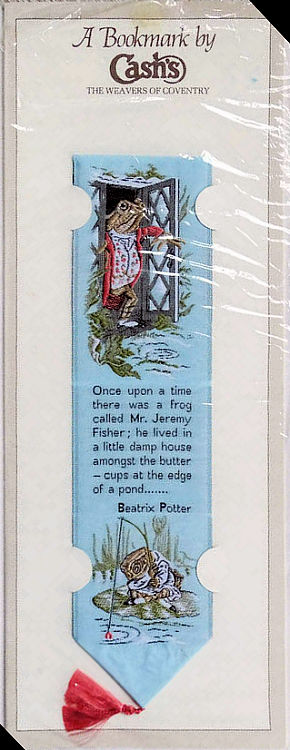 A Bookmark by
Cash's
THE WEAVERS OF COVENTRY
Once upon a time
there was a frog
called Mr. Jeremy
Fisher; he lived in
a little damp house
amongst the butter
-cups at the edge
of a pond.......
Beatrix Potter